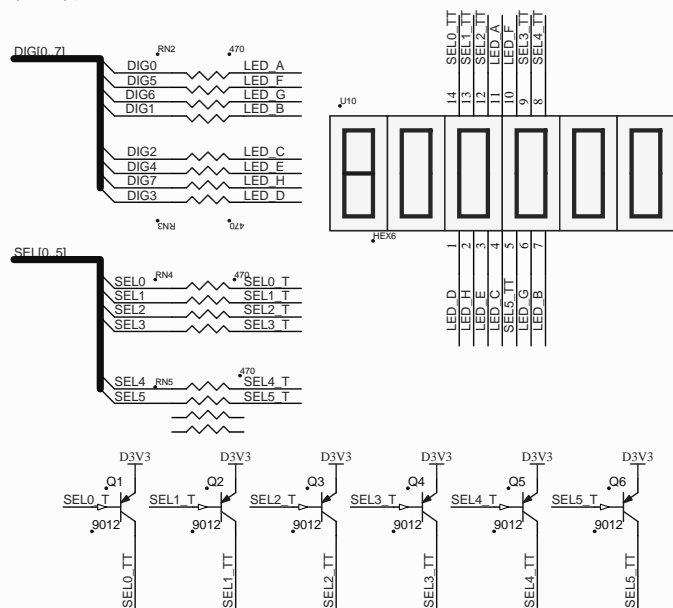 DIG[0..7]
RN2 470
DIG0 LED_A
DIG5 LED_F
DIG6 LED_G
DIG1 LED_B
DIG2 LED_C
DIG4 LED_E
DIG7 LED_H
DIG3 LED_D
RN3 470
SEL[0..5]
RN4 470
SEL0 SEL0_T
SEL1 SEL1_T
SEL2 SEL2_T
SEL3 SEL3_T
470
SEL4 RN5 SEL4_T
SEL5 SEL5_T
SEL0_TT SEL1_TT SEL2_TT LED_A LED_F SEL3_TT SEL4_TT
14 13 12 11 10 9 8
U10
HEX6
1 2 3 4 5 6 7
LED_D LED_H LED_E LED_C SEL5_TT LED_G LED_B
D3V3 D3V3 D3V3 D3V3 D3V3 D3V3
Q1 Q2 Q3 Q4 Q5 Q6
SEL0_T SEL1_T SEL2_T SEL3_T SEL4_T SEL5_T
9012 9012 9012 9012 9012 9012
SEL0_TT SEL1_TT SEL2_TT SEL3_TT SEL4_TT SEL5_TT